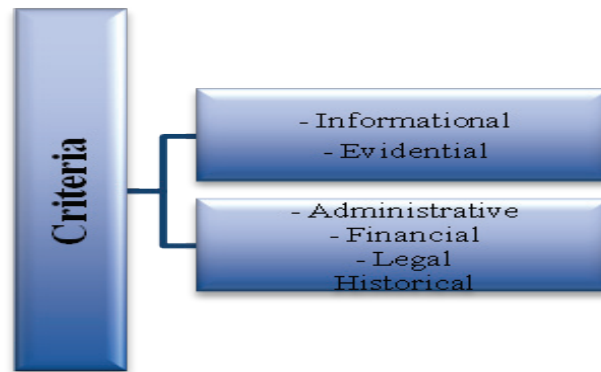 Criteria
- Informational
- Evidential
- Administrative
- Financial
- Legal
Historical